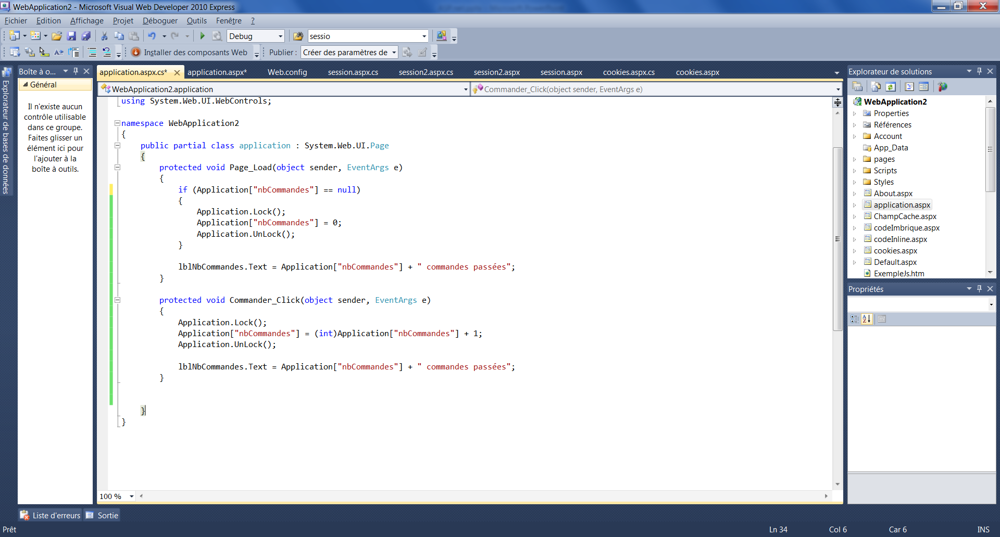 WebApplication2 - Microsoft Visual Web Developer 2010 Express
Fichier Edition Affichage Projet Déboguer Outils Fenêtre ?
Debug sessio
Installer des composants Web Publier : Créer des paramètres de
Explorateur de bases de données
Boîte à o...
Général
Il n'existe aucun
contrôle utilisable
dans ce groupe.
Faites glisser un
élément ici pour
l'ajouter à la
boîte à outils.
application.aspx.cs* application.aspx* Web.config session.aspx.cs session2.aspx.cs session2.aspx session.aspx cookies.aspx.cs cookies.aspx
WebApplication2.application Commander_Click(object sender, EventArgs e)
using System.Web.UI.WebControls;
namespace WebApplication2
{
public partial class application : System.Web.UI.Page
{
protected void Page_Load(object sender, EventArgs e)
{
if (Application["nbCommandes"] == null)
{
Application.Lock();
Application["nbCommandes"] = 0;
Application.UnLock();
}
lblNbCommandes.Text = Application["nbCommandes"] + " commandes passées";
}
protected void Commander_Click(object sender, EventArgs e)
{
Application.Lock();
Application["nbCommandes"] = (int)Application["nbCommandes"] + 1;
Application.UnLock();
lblNbCommandes.Text = Application["nbCommandes"] + " commandes passées";
}
}
}
100 %
Explorateur de solutions
WebApplication2
Properties
Références
Account
App_Data
pages
Scripts
Styles
About.aspx
application.aspx
ChampCache.aspx
codeImbrique.aspx
codeInline.aspx
cookies.aspx
Default.aspx
ExempleJs.htm
Propriétés
Liste d'erreurs Sortie
Prêt Ln 34 Col 6 Car 6 INS